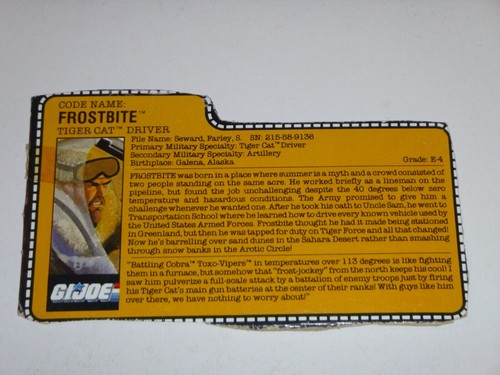 CODE NAME:
FROSTBITE™
TIGER CAT™ DRIVER
File Name: Seward, Farley, S. SN: 215-58-9136
Primary Military Specialty: Tiger Cat™ Driver
Secondary Military Specialty: Artillery
Birthplace: Galena, Alaska Grade: E-4
FROSTBITE was born in a place where summer is a myth and a crowd consisted of
two people standing on the same acre. He worked briefly as a lineman on the
pipeline, but found the job unchallenging despite the 40 degrees below zero
temperature and hazardous conditions. The Army promised to give him a
challenge whenever he wanted one. After he took his oath to Uncle Sam, he went to
Transportation School where he learned how to drive every known vehicle used by
the United States Armed Forces. Frostbite thought he had it made being stationed
in Greenland, but then he was tapped for duty on Tiger Force and all that changed!
Now he's barrelling over sand dunes in the Sahara Desert rather than smashing
through snow banks in the Arctic Circle!
"Battling Cobra™ Toxo-Vipers™ in temperatures over 113 degrees is like fighting
them in a furnace, but somehow that "frost-jockey" from the north keeps his cool! I
saw him pulverize a full-scale attack by a battalion of enemy troops just by firing
his Tiger Cat's main gun batteries at the center of their ranks! With guys like him
over there, we have nothing to worry about!"
G.I. JOE